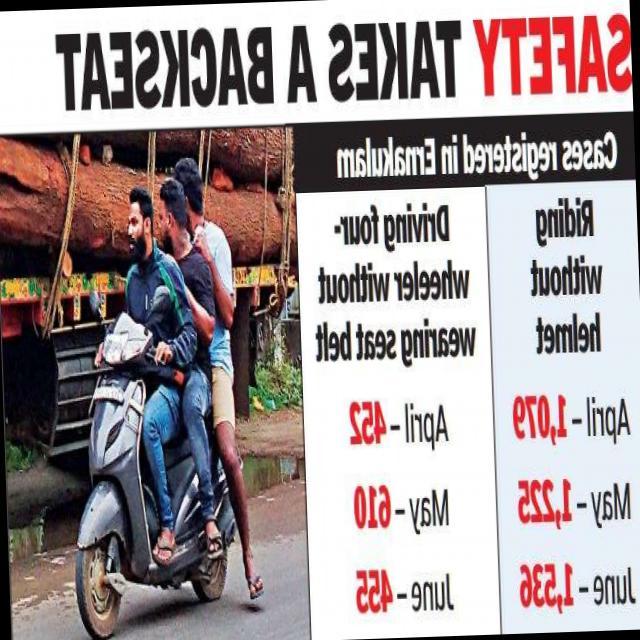 SAFETY TAKES A BACKSEAT
Cases registered in Ernakulam
Riding
without
helmet
April – 1,079
May – 1,225
June – 1,536
Driving four-
wheeler without
wearing seat belt
April – 452
May – 610
June – 455